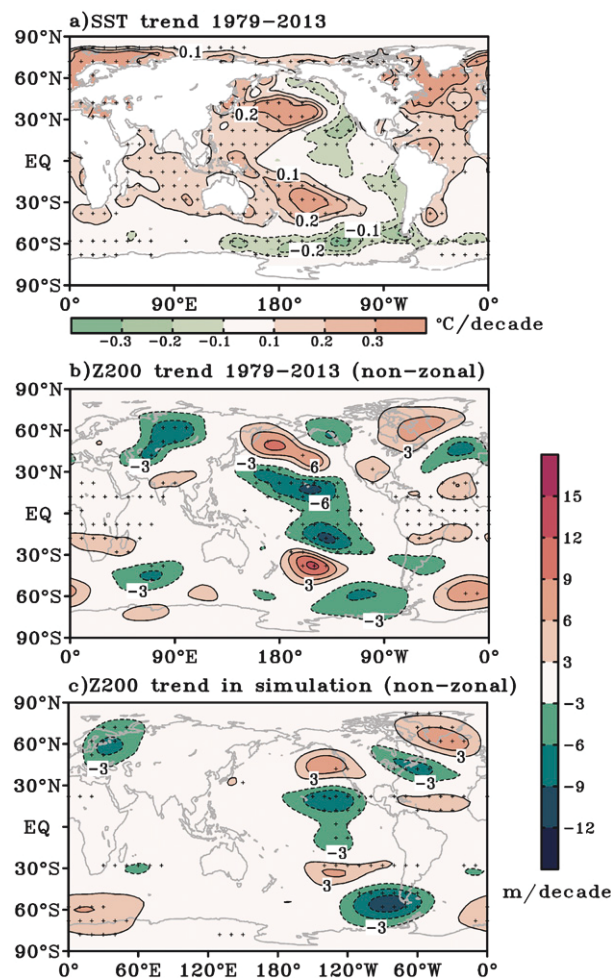 a)SST trend 1979–2013
90°N
60°N
30°N
EQ
30°S
60°S
90°S
0.1
0.2
0.1
0.2
−0.1
−0.2
0° 90°E 180° 90°W 0°
°C/decade
−0.3 −0.2 −0.1 0.1 0.2 0.3
b)Z200 trend 1979−2013 (non−zonal)
90°N
60°N
30°N
EQ
30°S
60°S
90°S
−3
−3
6
3
−6
3
−3
−3
0° 90°E 180° 90°W 0°
c)Z200 trend in simulation (non−zonal)
90°N
60°N
30°N
EQ
30°S
60°S
90°S
−3
3
3
−3
−3
3
−3
0° 60°E 120°E 180° 120°W 60°W 0°
15
12
9
6
3
−3
−6
−9
−12
m/decade